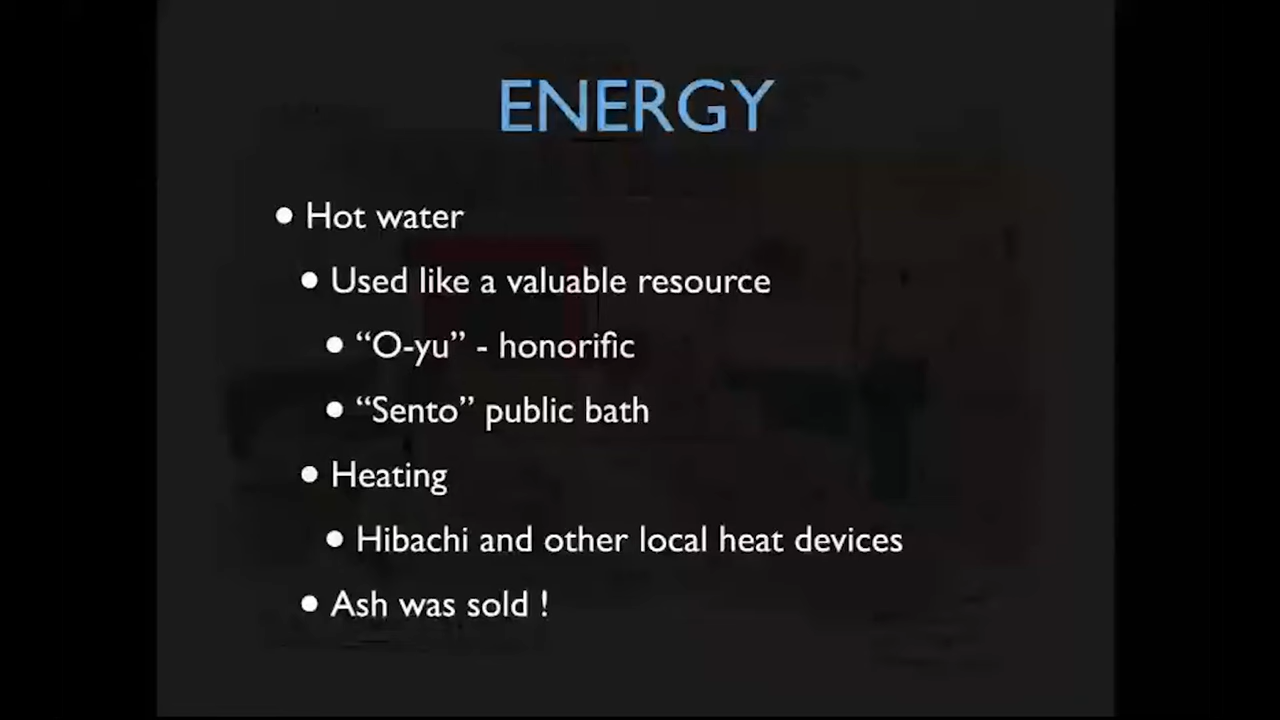 ENERGY
• Hot water
• Used like a valuable resource
• “O-yu” - honorific
• “Sento” public bath
• Heating
• Hibachi and other local heat devices
• Ash was sold !